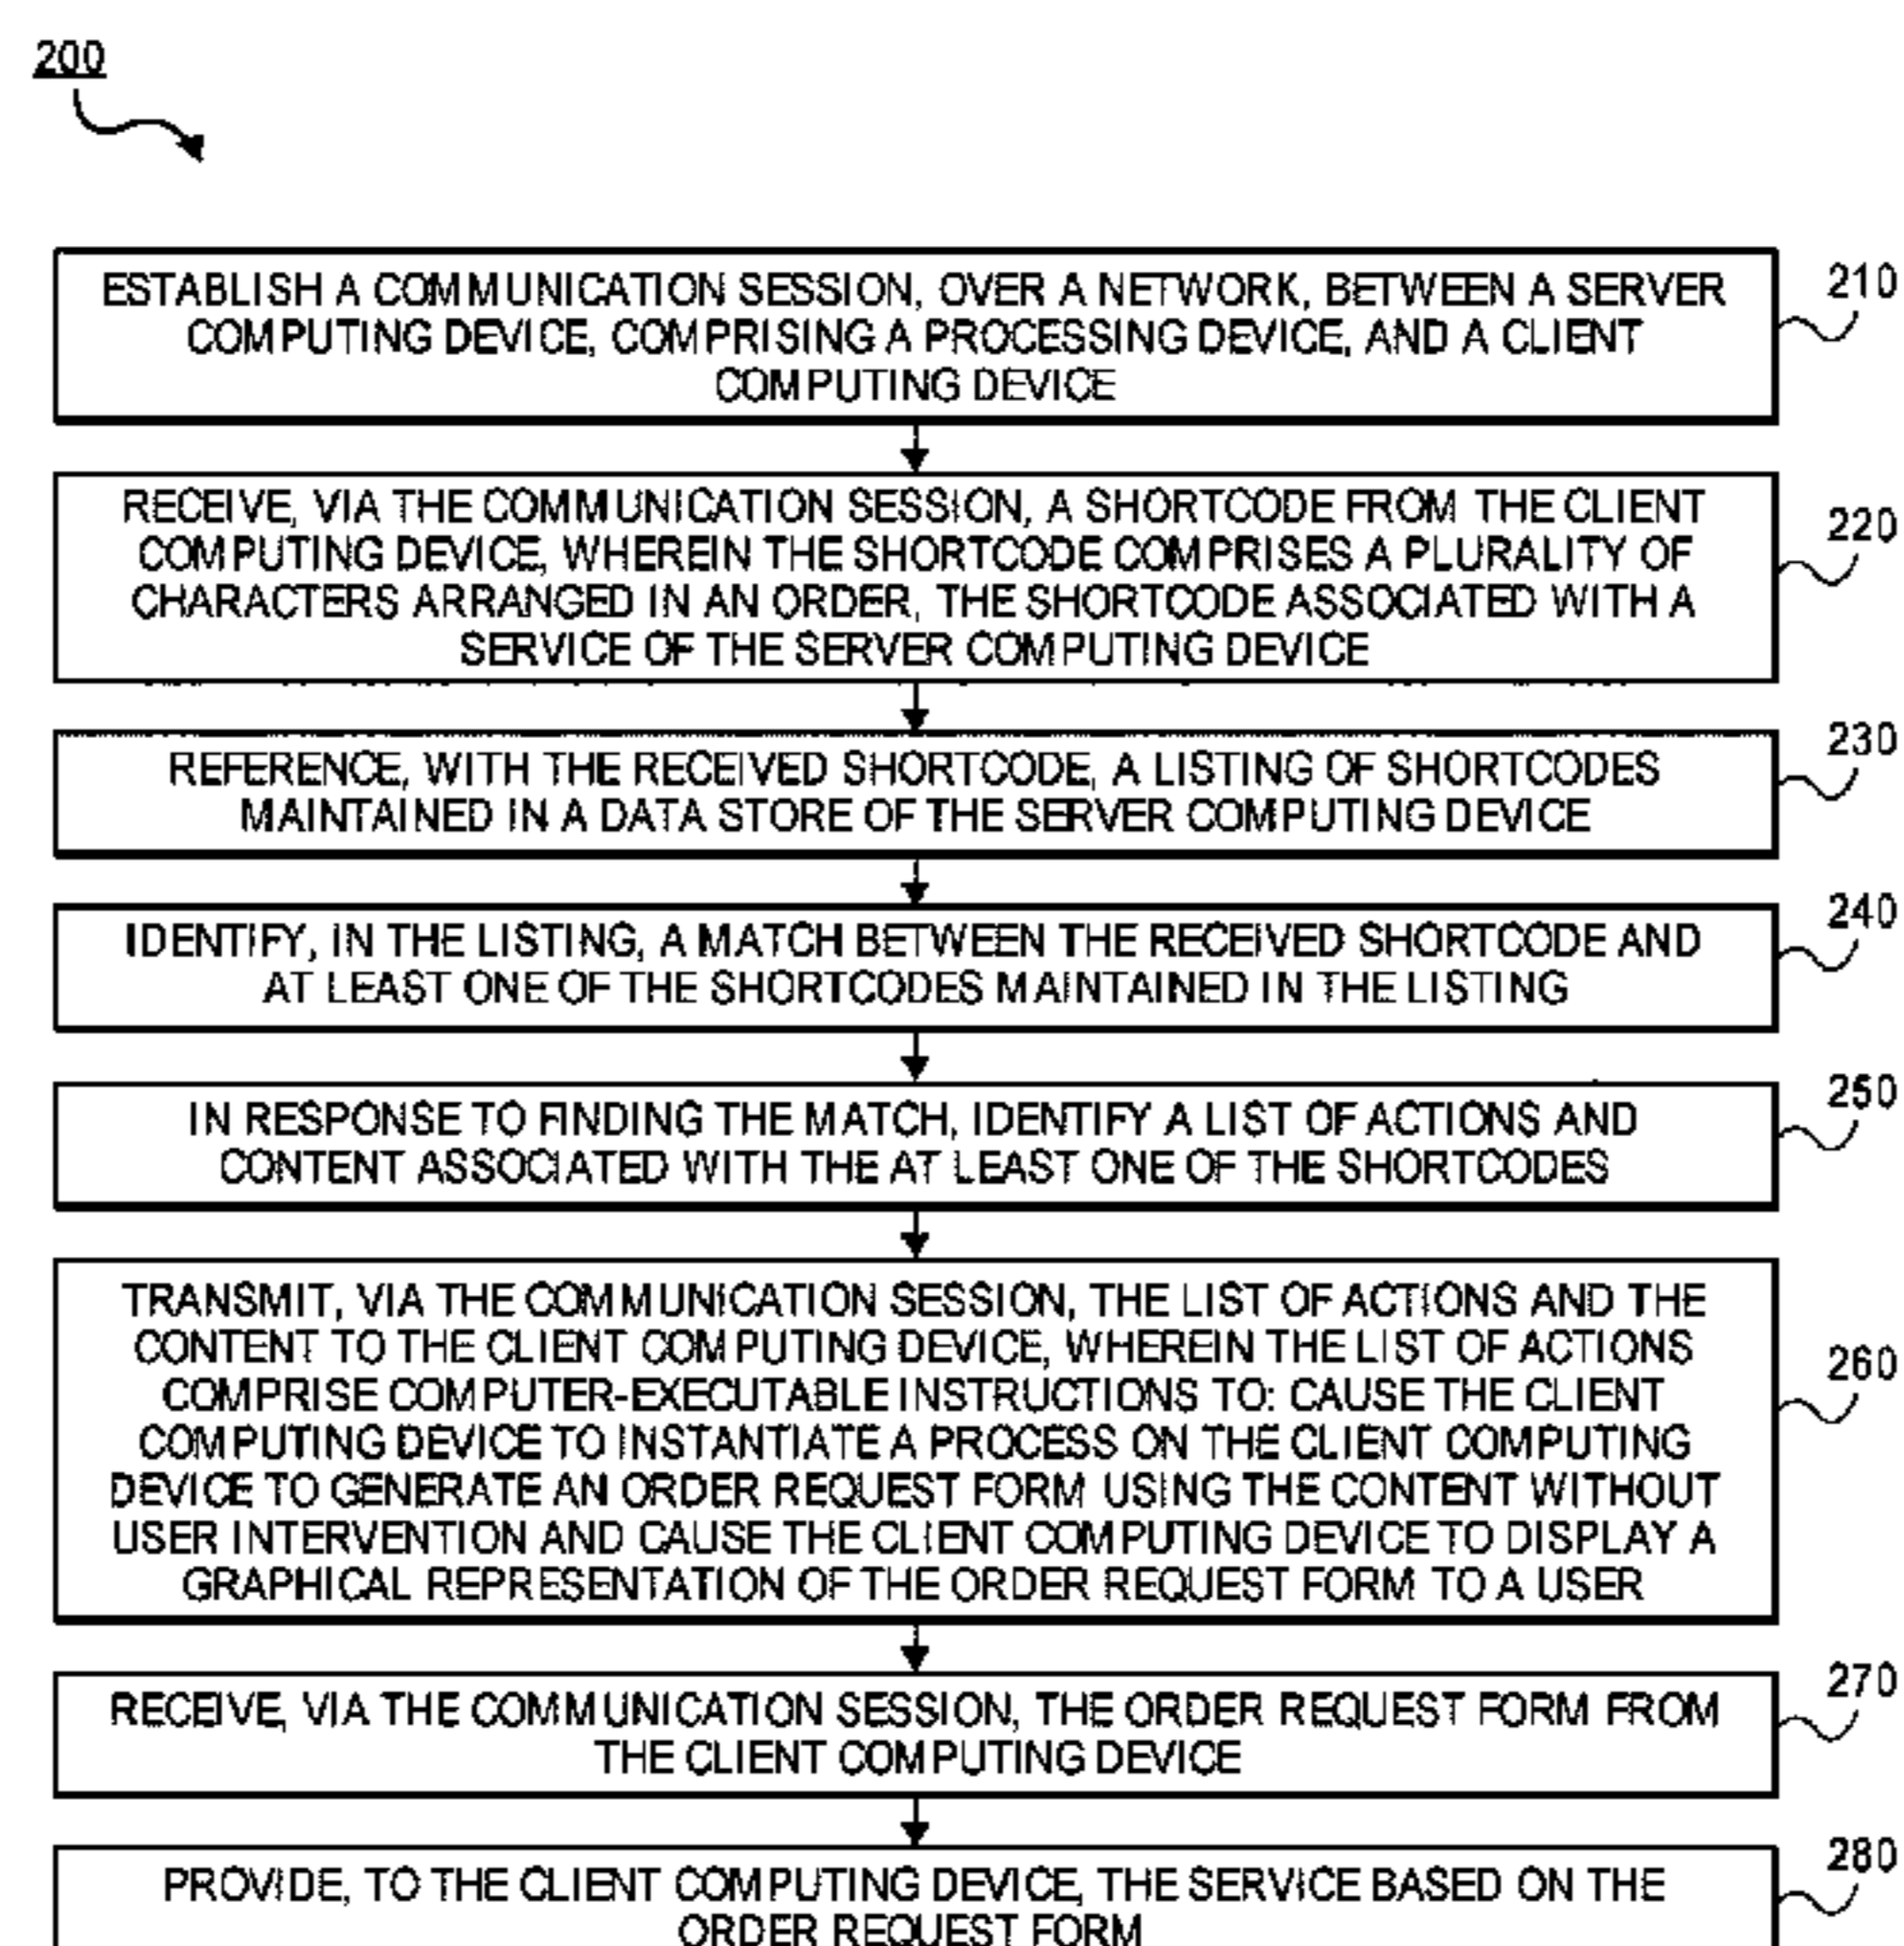 200
ESTABLISH A COMMUNICATION SESSION, OVER A NETWORK, BETWEEN A SERVER
COMPUTING DEVICE, COMPRISING A PROCESSING DEVICE, AND A CLIENT
COMPUTING DEVICE
210
RECEIVE, VIA THE COMMUNICATION SESSION, A SHORTCODE FROM THE CLIENT
COMPUTING DEVICE, WHEREIN THE SHORTCODE COMPRISES A PLURALITY OF
CHARACTERS ARRANGED IN AN ORDER, THE SHORTCODE ASSOCIATED WITH A
SERVICE OF THE SERVER COMPUTING DEVICE
220
REFERENCE, WITH THE RECEIVED SHORTCODE, A LISTING OF SHORTCODES
MAINTAINED IN A DATA STORE OF THE SERVER COMPUTING DEVICE
230
IDENTIFY, IN THE LISTING, A MATCH BETWEEN THE RECEIVED SHORTCODE AND
AT LEAST ONE OF THE SHORTCODES MAINTAINED IN THE LISTING
240
IN RESPONSE TO FINDING THE MATCH, IDENTIFY A LIST OF ACTIONS AND
CONTENT ASSOCIATED WITH THE AT LEAST ONE OF THE SHORTCODES
250
TRANSMIT, VIA THE COMMUNICATION SESSION, THE LIST OF ACTIONS AND THE
CONTENT TO THE CLIENT COMPUTING DEVICE, WHEREIN THE LIST OF ACTIONS
COMPRISE COMPUTER-EXECUTABLE INSTRUCTIONS TO: CAUSE THE CLIENT
COMPUTING DEVICE TO INSTANTIATE A PROCESS ON THE CLIENT COMPUTING
DEVICE TO GENERATE AN ORDER REQUEST FORM USING THE CONTENT WITHOUT
USER INTERVENTION AND CAUSE THE CLIENT COMPUTING DEVICE TO DISPLAY A
GRAPHICAL REPRESENTATION OF THE ORDER REQUEST FORM TO A USER
260
RECEIVE, VIA THE COMMUNICATION SESSION, THE ORDER REQUEST FORM FROM
THE CLIENT COMPUTING DEVICE
270
PROVIDE, TO THE CLIENT COMPUTING DEVICE, THE SERVICE BASED ON THE
ORDER REQUEST FORM
280